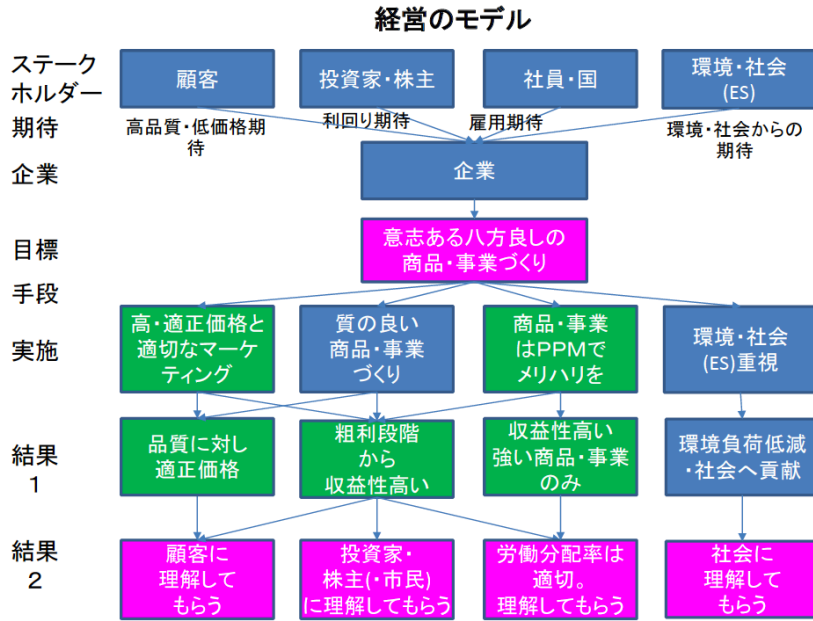 経営のモデル
ステーク
ホルダー
顧客
投資家・株主
社員・国
環境・社会
(ES)
期待
高品質・低価格期
待
利回り期待
雇用期待
環境・社会からの
期待
企業
企業
目標
意志ある八方良しの
商品・事業づくり
手段
実施
高・適正価格と
適切なマーケ
ティング
質の良い
商品・事業
づくり
商品・事業
はPPMで
メリハリを
環境・社会
(ES)重視
結果
1
品質に対し
適正価格
粗利段階
から
収益性高い
収益性高い
強い商品・事業
のみ
環境負荷低減
・社会へ貢献
結果
2
顧客に
理解して
もらう
投資家・
株主(・市民)
に理解してもらう
労働分配率は
適切。
理解してもらう
社会に
理解して
もらう